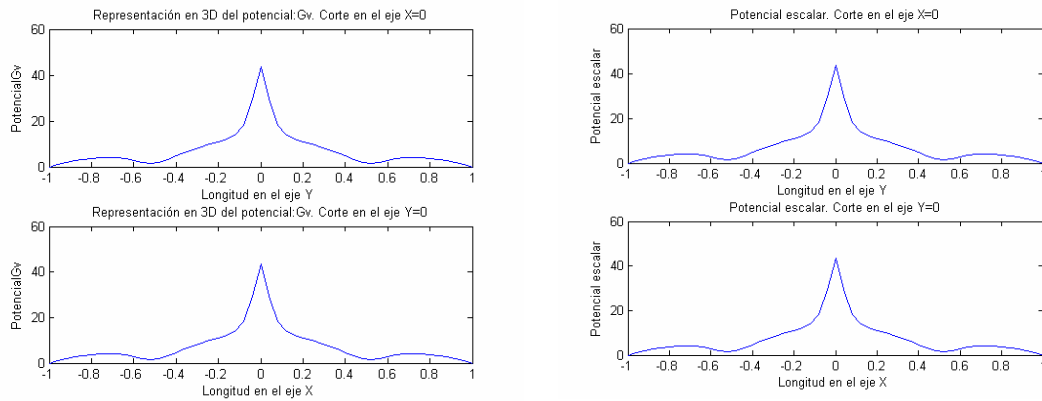 Representación en 3D del potencial:Gv. Corte en el eje X=0
PotencialGv
60
40
20
0
-1 -0.8 -0.6 -0.4 -0.2 0 0.2 0.4 0.6 0.8 1
Longitud en el eje Y
Representación en 3D del potencial:Gv. Corte en el eje Y=0
PotencialGv
60
40
20
0
-1 -0.8 -0.6 -0.4 -0.2 0 0.2 0.4 0.6 0.8 1
Longitud en el eje X
Potencial escalar. Corte en el eje X=0
Potencial escalar
60
40
20
0
-1 -0.8 -0.6 -0.4 -0.2 0 0.2 0.4 0.6 0.8 1
Longitud en el eje Y
Potencial escalar. Corte en el eje Y=0
Potencial escalar
60
40
20
0
-1 -0.8 -0.6 -0.4 -0.2 0 0.2 0.4 0.6 0.8 1
Longitud en el eje X